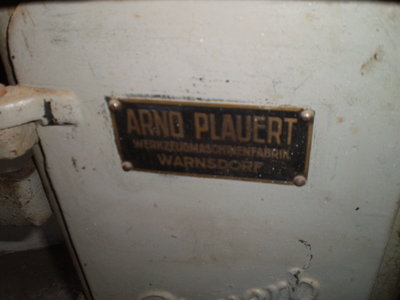 ARNO PLAUERT
WERKZEUGMASCHINENFABRIK
WARNSDORF